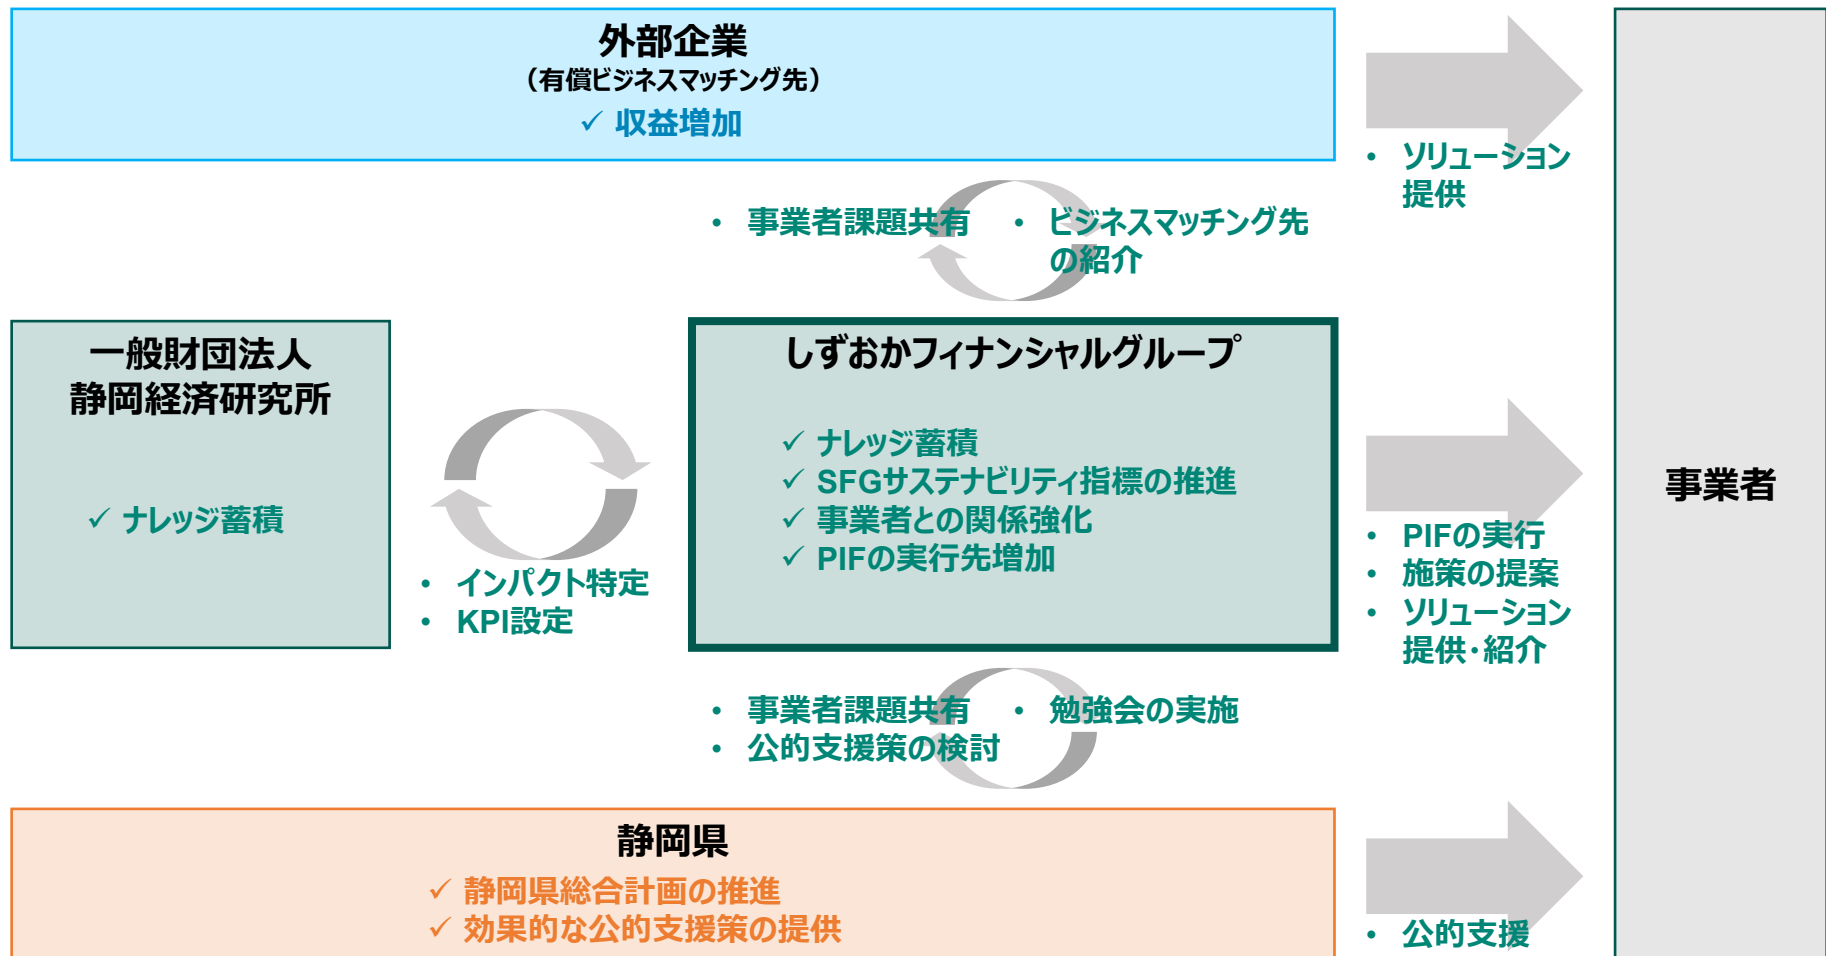 外部企業
（有償ビジネスマッチング先）
✓ 収益増加
• ソリューション
提供
• 事業者課題共有
• ビジネスマッチング先
の紹介
一般財団法人
静岡経済研究所
✓ ナレッジ蓄積
• インパクト特定
• KPI設定
しずおかフィナンシャルグループ
✓ ナレッジ蓄積
✓ SFGサステナビリティ指標の推進
✓ 事業者との関係強化
✓ PIFの実行先増加
• PIFの実行
• 施策の提案
• ソリューション
提供・紹介
事業者
• 事業者課題共有
• 公的支援策の検討
• 勉強会の実施
静岡県
✓ 静岡県総合計画の推進
✓ 効果的な公的支援策の提供
• 公的支援